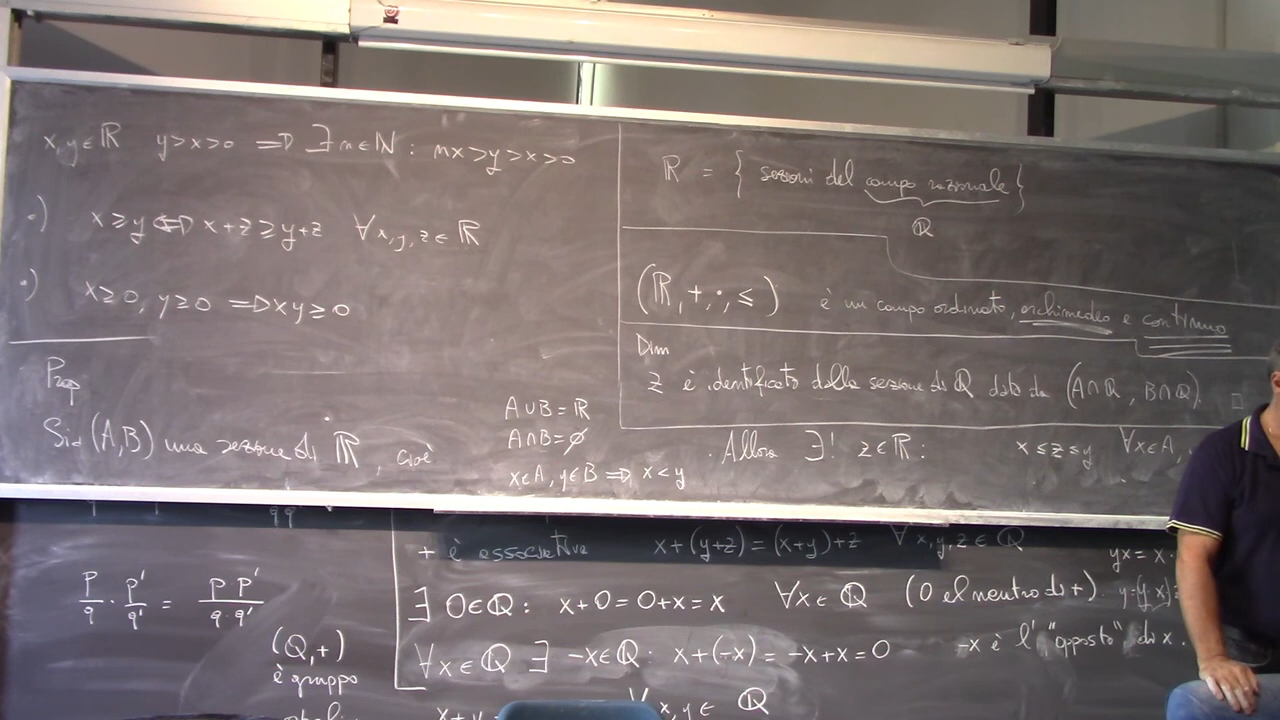 x, y ∈ ℝ y > x > 0 ⟹ ∃ n ∈ ℕ : nx > y > x > 0
•) x ≥ y ⟺ x + z ≥ y + z ∀ x, y, z ∈ ℝ
•) x ≥ 0, y ≥ 0 ⟹ xy ≥ 0
Prop
Sia (A,B) una sezione di ℝ, cioè
A ∪ B = ℝ
A ∩ B = ∅
x ∈ A, y ∈ B ⟹ x < y
ℝ = { sezioni del campo razionale }
ℚ
(ℝ, +, ·, ≤) è un campo ordinato, archimedeo e continuo
Dim
z è identificato dalla sezione di ℚ data da (A∩ℚ, B∩ℚ). □
. Allora ∃! z ∈ ℝ : x ≤ z ≤ y ∀ x ∈ A,
p/q · p'/q' = p p'/q · q'
(ℚ, +)
è gruppo
+ è associativa x + (y+z) = (x+y) + z ∀ x, y, z ∈ ℚ
∃ 0 ∈ ℚ : x + 0 = 0 + x = x ∀ x ∈ ℚ (0 el neutro di +).
∀ x ∈ ℚ ∃ -x ∈ ℚ : x + (-x) = -x + x = 0 -x è l' "opposto" di x.
x + y ∀ x, y ∈ ℚ
yx = x ·